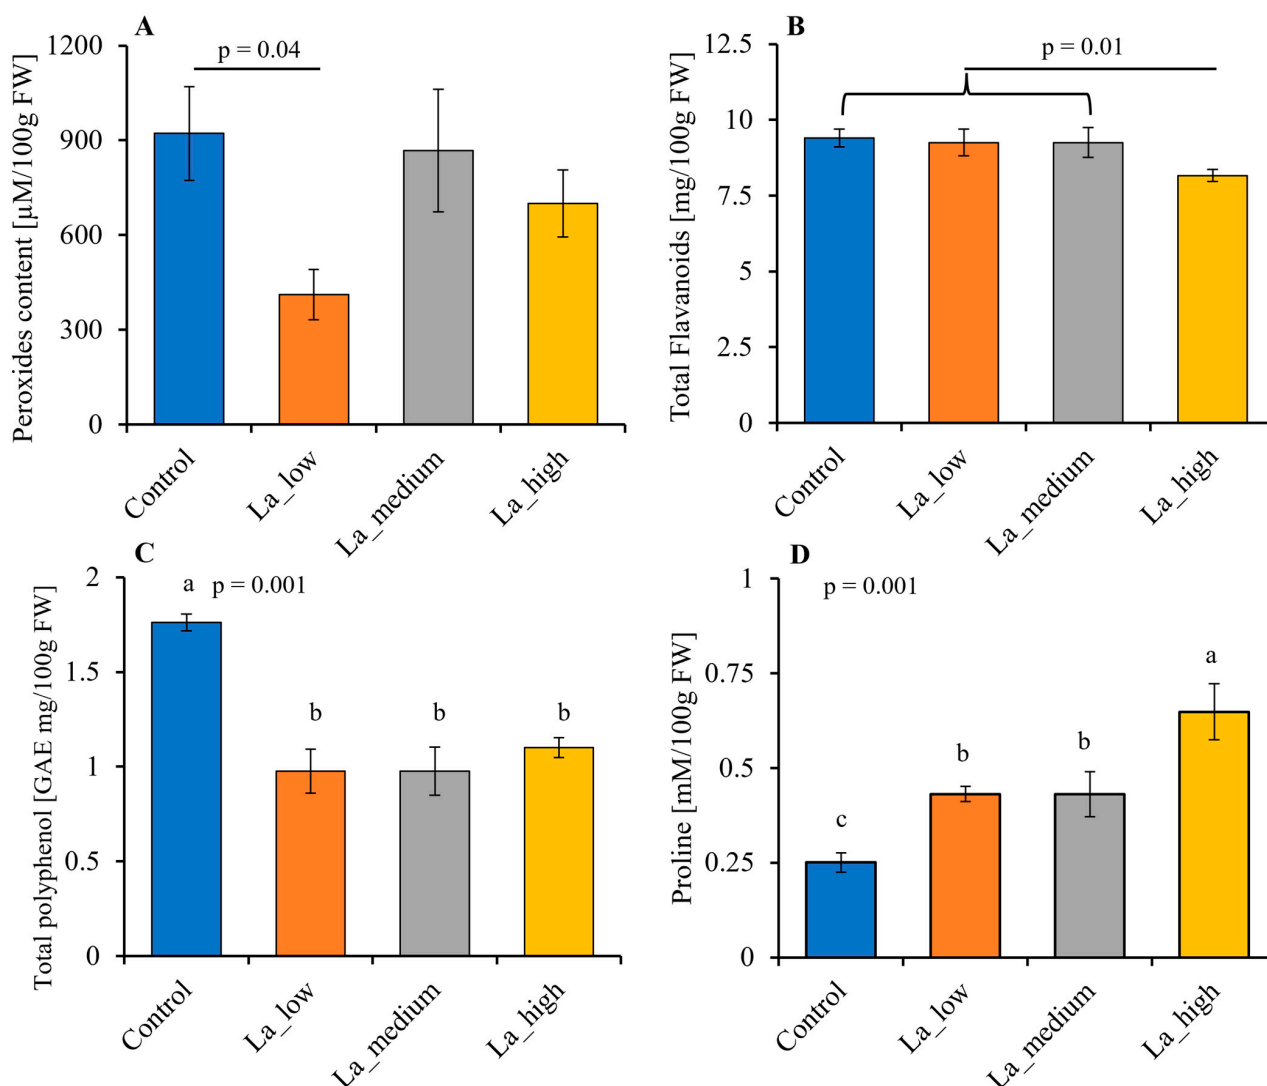 A
p = 0.04
Peroxides content [µM/100g FW]
1200
900
600
300
0
Control
La_low
La_medium
La_high
B
p = 0.01
Total Flavanoids [mg/100g FW]
12.5
10
7.5
5
2.5
0
Control
La_low
La_medium
La_high
C
a p = 0.001
Total polyphenol [GAE mg/100g FW]
2
1.5
1
0.5
0
b b b
Control
La_low
La_medium
La_high
D
p = 0.001
Proline [mM/100g FW]
1
0.75
0.5
0.25
0
c
b
b
a
Control
La_low
La_medium
La_high